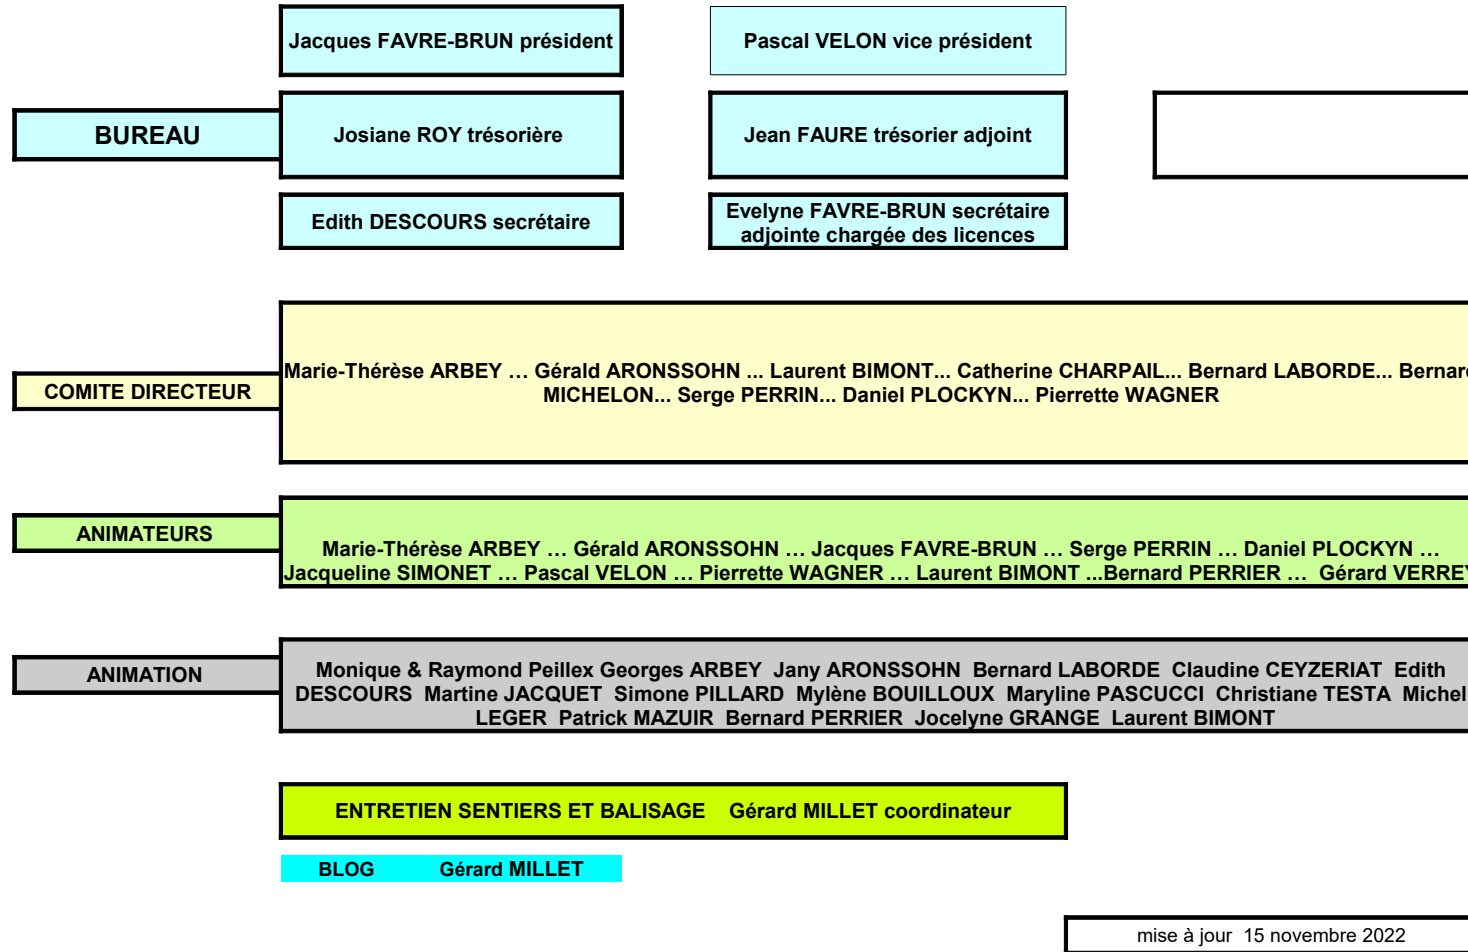 Jacques FAVRE-BRUN président
Pascal VELON vice président
BUREAU
Josiane ROY trésorière
Jean FAURE trésorier adjoint
Edith DESCOURS secrétaire
Evelyne FAVRE-BRUN secrétaire
adjointe chargée des licences
COMITE DIRECTEUR
Marie-Thérèse ARBEY … Gérald ARONSSOHN ... Laurent BIMONT... Catherine CHARPAIL... Bernard LABORDE... Bernard
MICHELON... Serge PERRIN... Daniel PLOCKYN... Pierrette WAGNER
ANIMATEURS
Marie-Thérèse ARBEY … Gérald ARONSSOHN … Jacques FAVRE-BRUN … Serge PERRIN … Daniel PLOCKYN …
Jacqueline SIMONET … Pascal VELON … Pierrette WAGNER … Laurent BIMONT ...Bernard PERRIER … Gérard VERREY
ANIMATION
Monique & Raymond Peillex Georges ARBEY Jany ARONSSOHN Bernard LABORDE Claudine CEYZERIAT Edith
DESCOURS Martine JACQUET Simone PILLARD Mylène BOUILLOUX Maryline PASCUCCI Christiane TESTA Michel
LEGER Patrick MAZUIR Bernard PERRIER Jocelyne GRANGE Laurent BIMONT
ENTRETIEN SENTIERS ET BALISAGE Gérard MILLET coordinateur
BLOG Gérard MILLET
mise à jour 15 novembre 2022